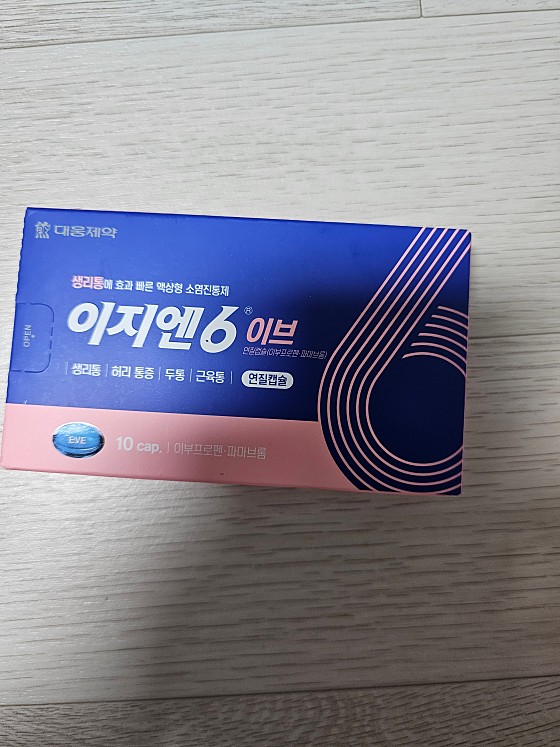 대웅제약
생리통에 효과 빠른 액상형 소염진통제
이지엔6® 이브
연질캡슐(이부프로펜·파마브롬)
생리통 | 허리 통증 | 두통 | 근육통 | 연질캡슐
OPEN
EVE
10 cap. | 이부프로펜·파마브롬